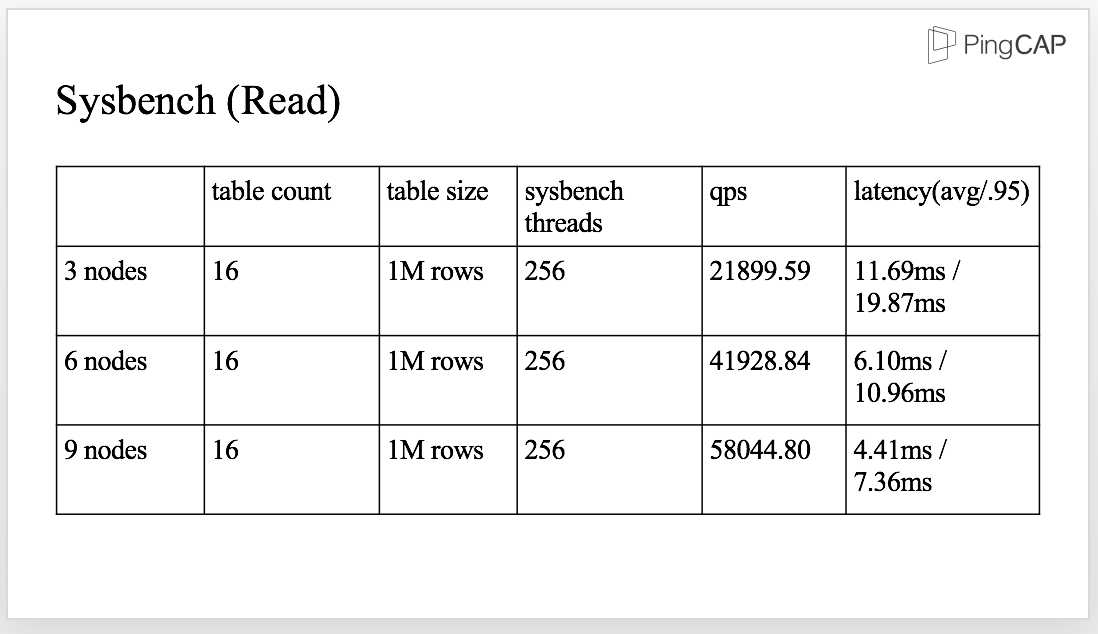 PingCAP
Sysbench (Read)
table count table size sysbench threads qps latency(avg/.95)
3 nodes 16 1M rows 256 21899.59 11.69ms / 19.87ms
6 nodes 16 1M rows 256 41928.84 6.10ms / 10.96ms
9 nodes 16 1M rows 256 58044.80 4.41ms / 7.36ms